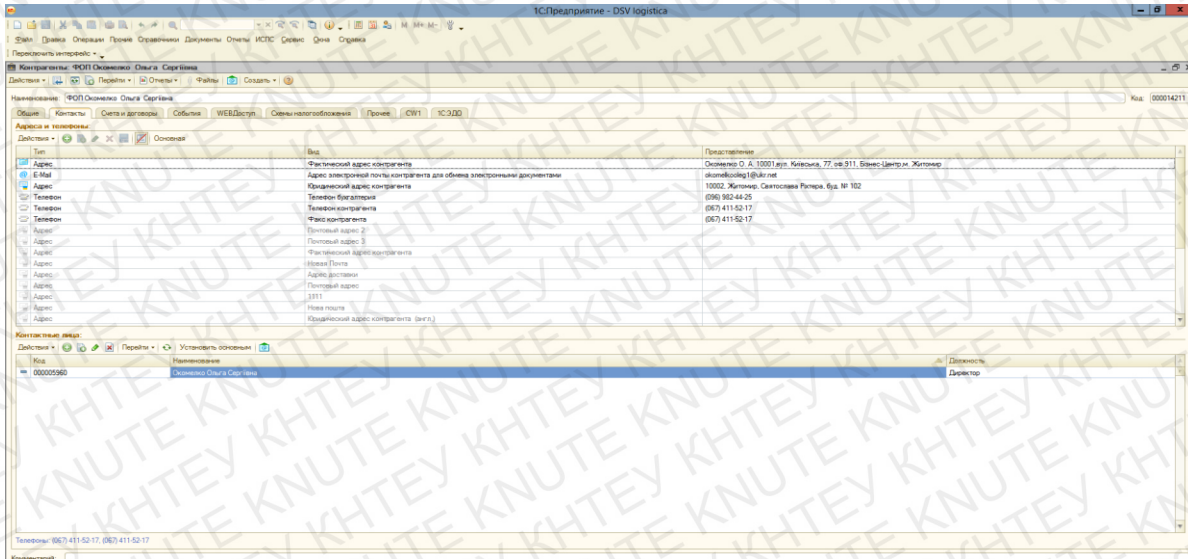 1С:Предприятие - DSV logistica
M M+ M-
Файл Правка Операции Прочие Справочники Документы Отчеты ИСПС Сервис Окна Справка
Переключить интерфейс
Контрагенты: ФОП Окомелко Ольга Сергіївна
Действия Перейти Отчеты Файлы Создать
Наименование: ФОП Окомелко Ольга Сергіївна Код: 000014211
Общие Контакты Счета и договоры События WEBДоступ Схемы налогообложения Прочее CW1 1С:ЭДО
Адреса и телефоны:
Действия Основная
Тип Вид Представление
Адрес Фактический адрес контрагента Окомелко О. А, 10001,вул. Київська, 77, оф.911, Бізнес-Центр,м. Житомир
E-Mail Адрес электронной почты контрагента для обмена электронными документами okomelkooleg1@ukr.net
Адрес Юридический адрес контрагента 10002, Житомир, Святослава Ріхтера, буд. № 102
Телефон Телефон бухгалтерия (096) 982-44-25
Телефон Телефон контрагента (067) 411-52-17
Телефон Факс контрагента (067) 411-52-17
Адрес Почтовый адрес 2
Адрес Почтовый адрес 3
Адрес Фактический адрес контрагента
Адрес Новая Почта
Адрес Адрес доставки
Адрес Почтовый адрес
Адрес 1111
Адрес Нова пошта
Адрес Юридический адрес контрагента (англ.)
Контактные лица:
Действия Перейти Установить основным
Код Наименование Должность
000005960 Окомелко Ольга Сергіївна Директор
Телефоны: (067) 411-52-17, (067) 411-52-17
Комментарий:
KNUTE КНТЕУ